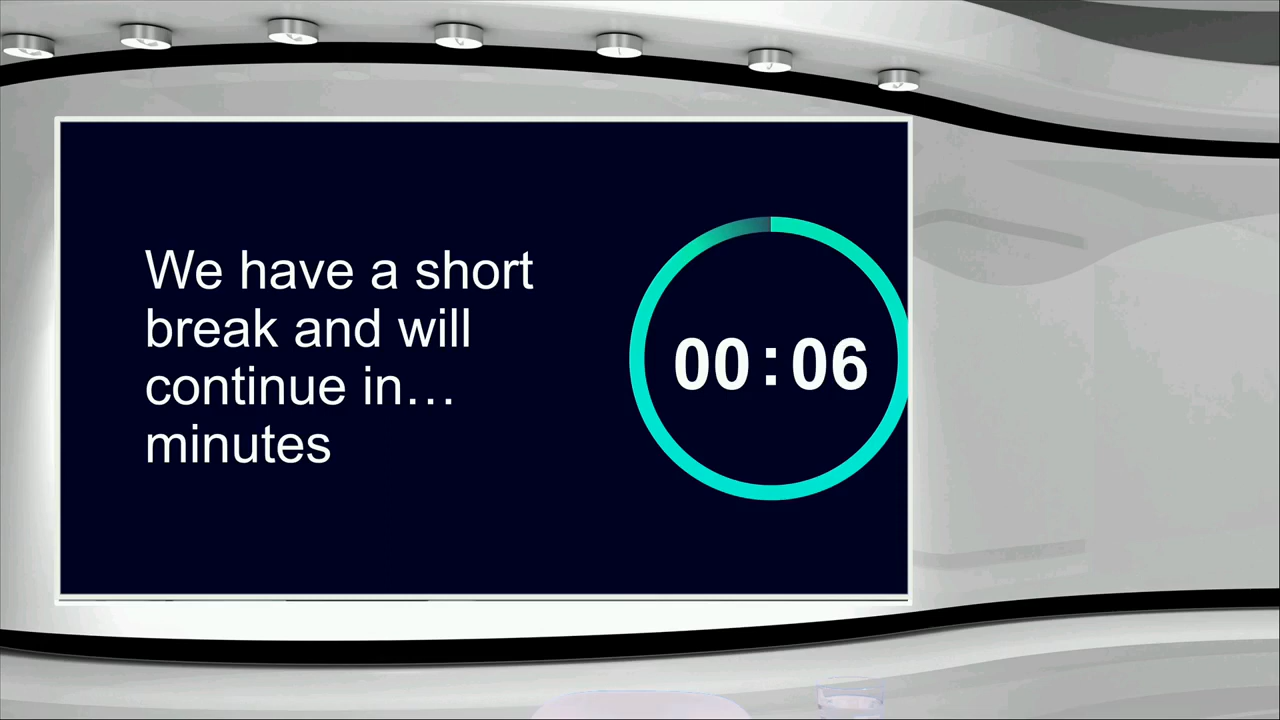 We have a short
break and will
continue in…
minutes
00:06